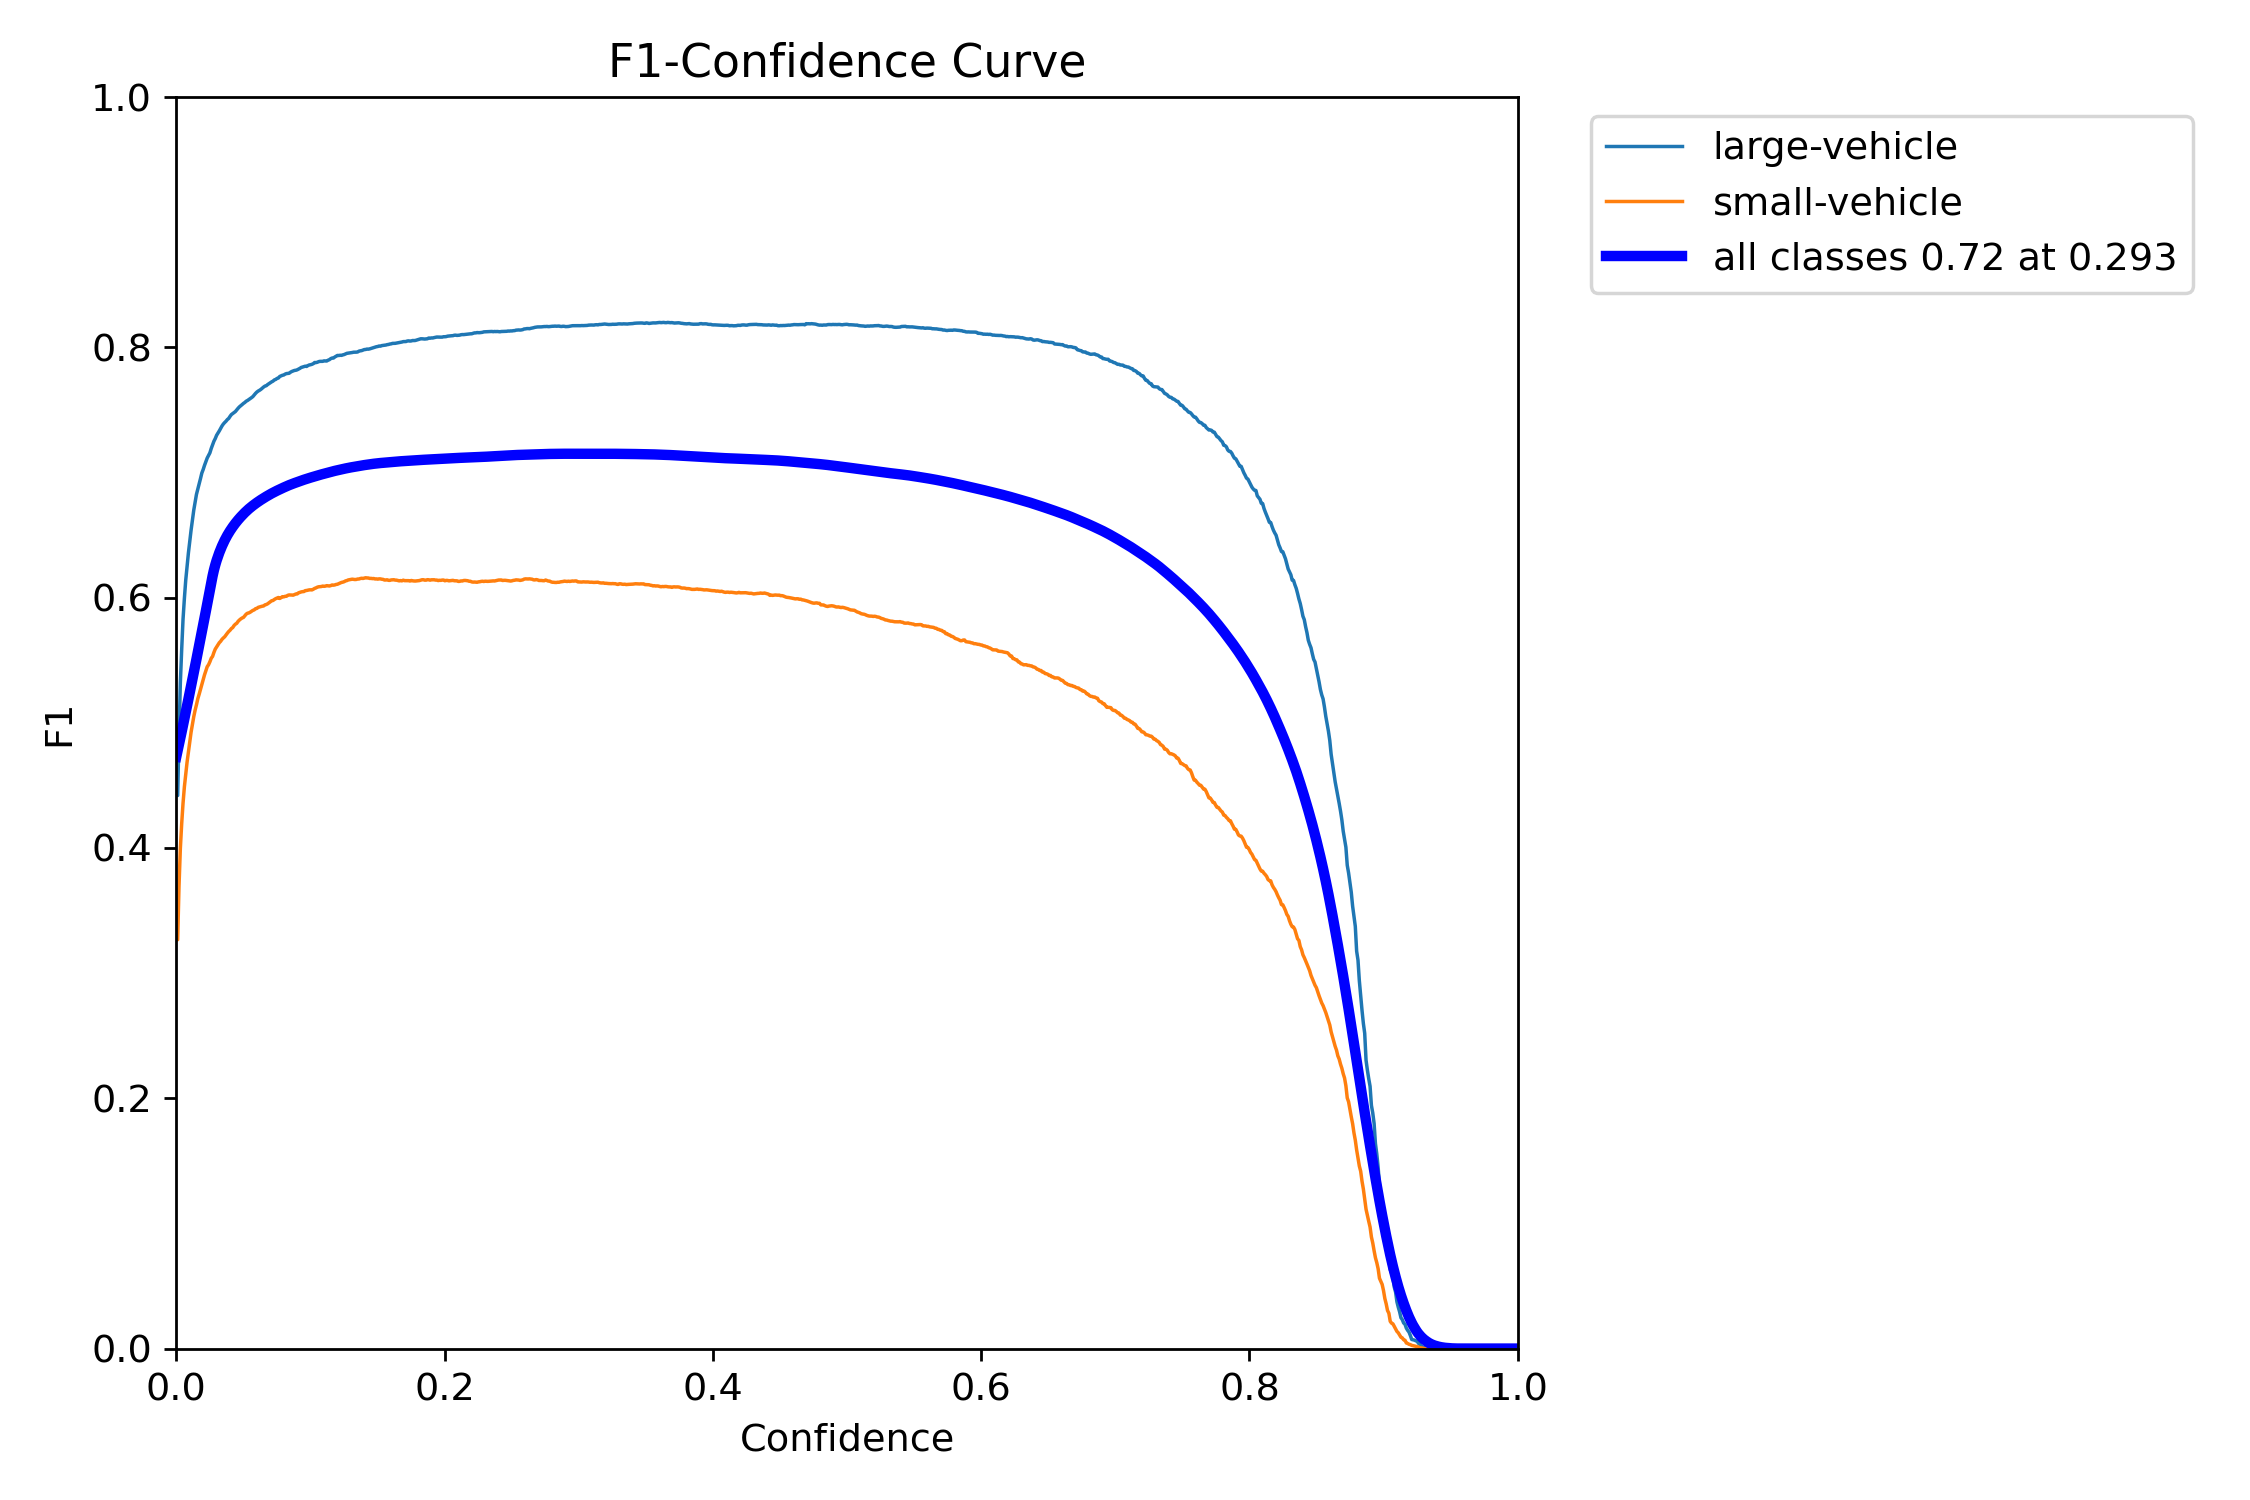 F1-Confidence Curve
1.0
0.8
0.6
0.4
0.2
0.0
F1
0.0 0.2 0.4 0.6 0.8 1.0
Confidence
large-vehicle
small-vehicle
all classes 0.72 at 0.293